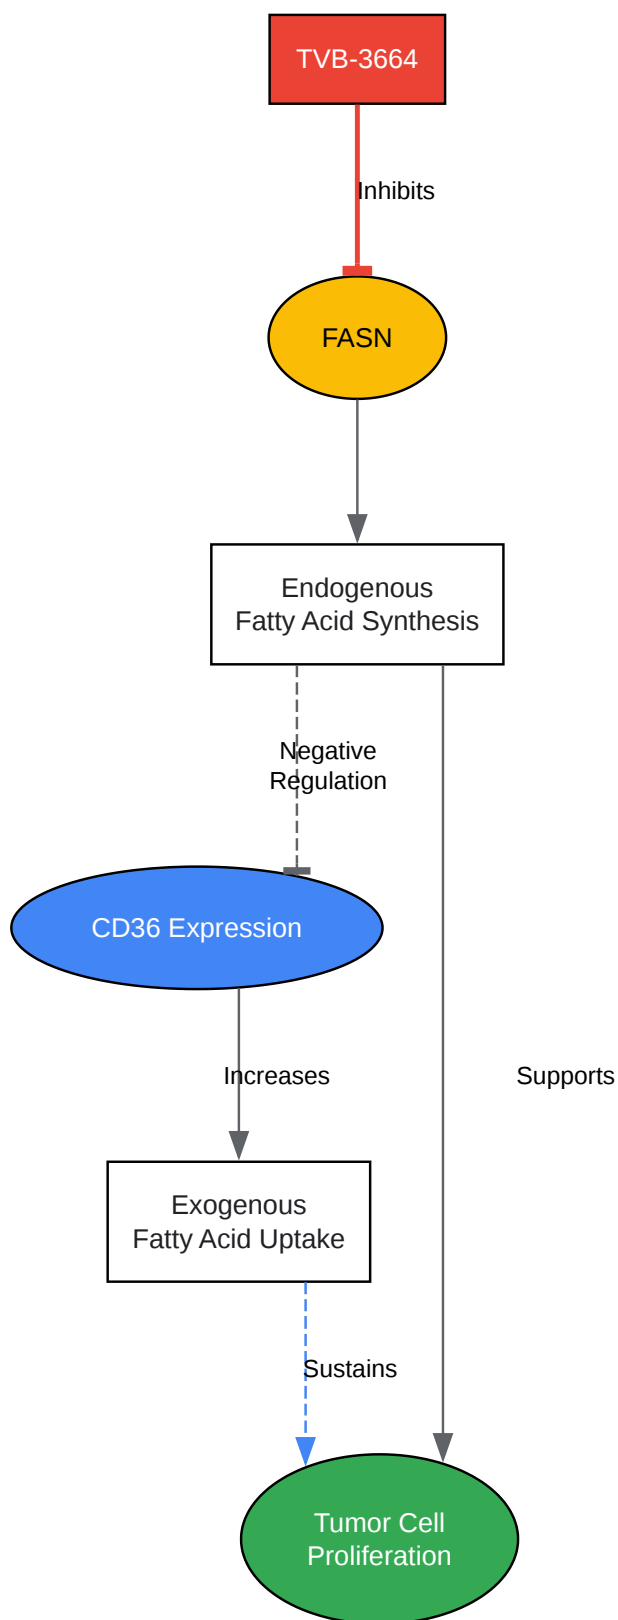 TVB-3664
Inhibits
FASN
Endogenous
Fatty Acid Synthesis
Negative
Regulation
CD36 Expression
Increases
Supports
Exogenous
Fatty Acid Uptake
Sustains
Tumor Cell
Proliferation